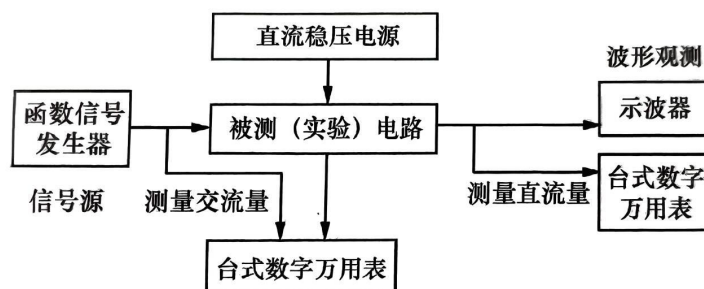 直流稳压电源
波形观测
函数信号
发生器
被测（实验）电路
示波器
信号源
测量交流量
测量直流量
台式数字
万用表
台式数字万用表